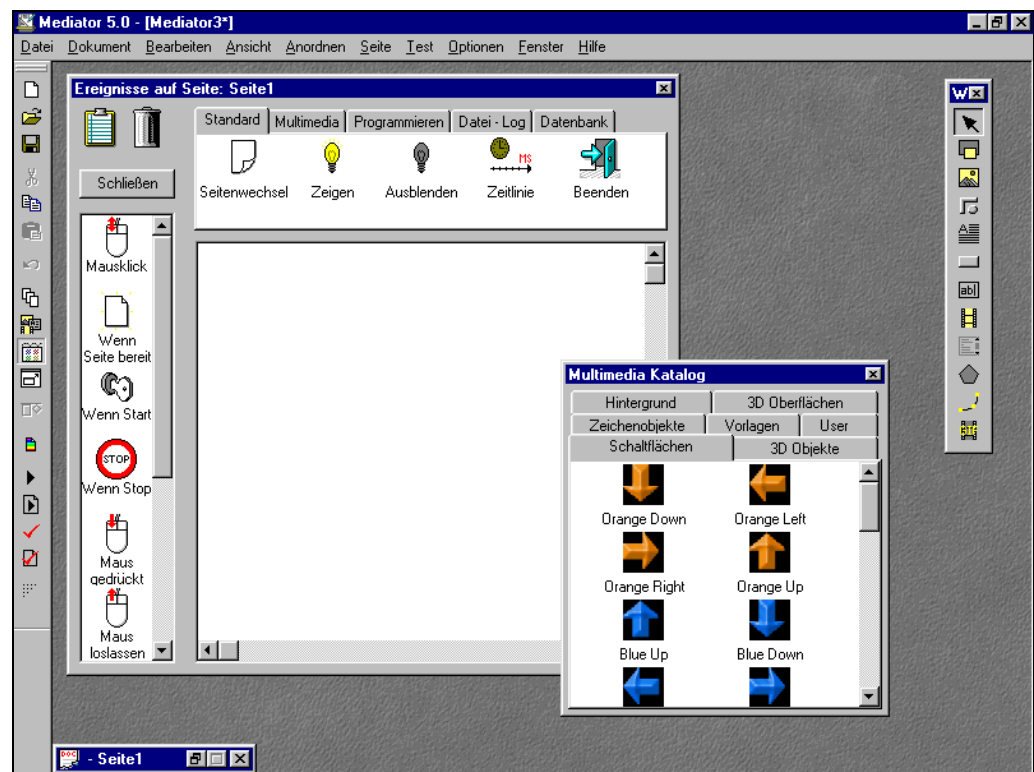 Mediator 5.0 - [Mediator3*]
Datei Dokument Bearbeiten Ansicht Anordnen Seite Test Optionen Fenster Hilfe
Ereignisse auf Seite: Seite1
Schließen
Standard Multimedia Programmieren Datei - Log Datenbank
MS
Seitenwechsel Zeigen Ausblenden Zeitlinie Beenden
Mausklick
Wenn
Seite bereit
Wenn Start
STOP
Wenn Stop
Maus
gedrückt
Maus
loslassen
W
A
ab
Multimedia Katalog
Hintergrund 3D Oberflächen
Zeichenobjekte Vorlagen User
Schaltflächen 3D Objekte
Orange Down Orange Left
Orange Right Orange Up
Blue Up Blue Down
DOC
- Seite1